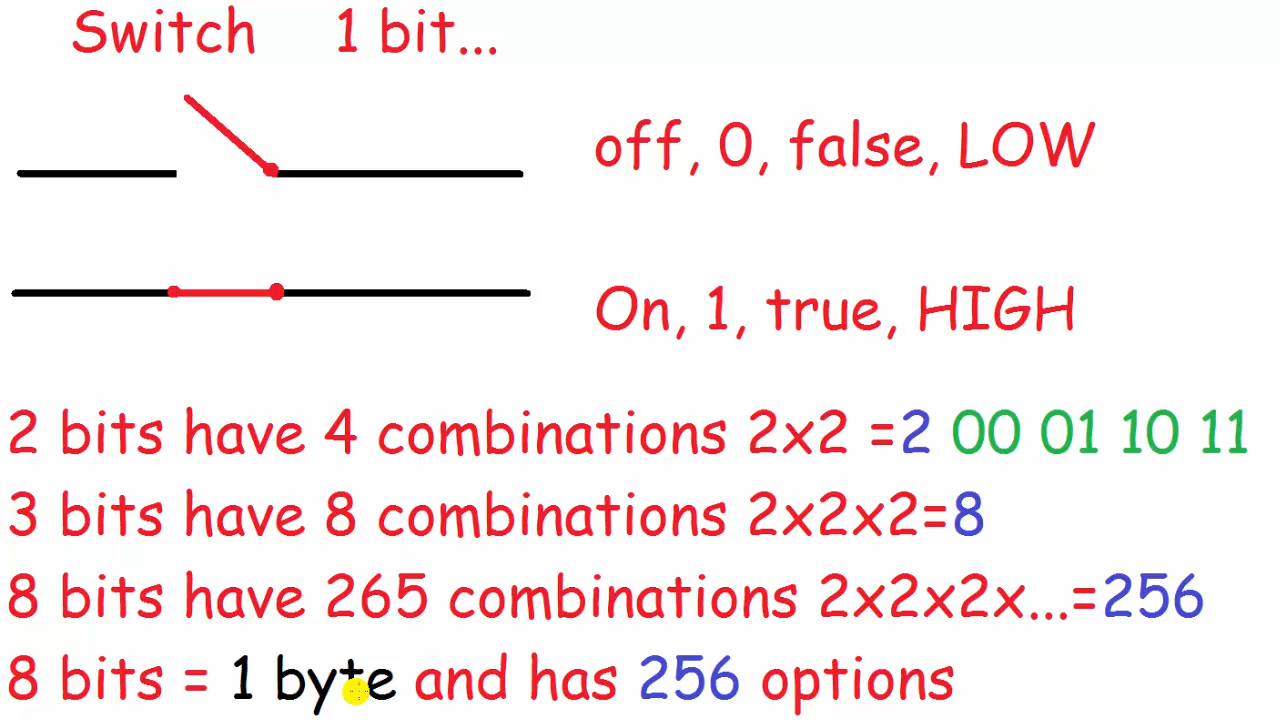 Switch 1 bit...
off, 0, false, LOW
On, 1, true, HIGH
2 bits have 4 combinations 2x2 =2 00 01 10 11
3 bits have 8 combinations 2x2x2=8
8 bits have 265 combinations 2x2x2x...=256
8 bits = 1 byte and has 256 options